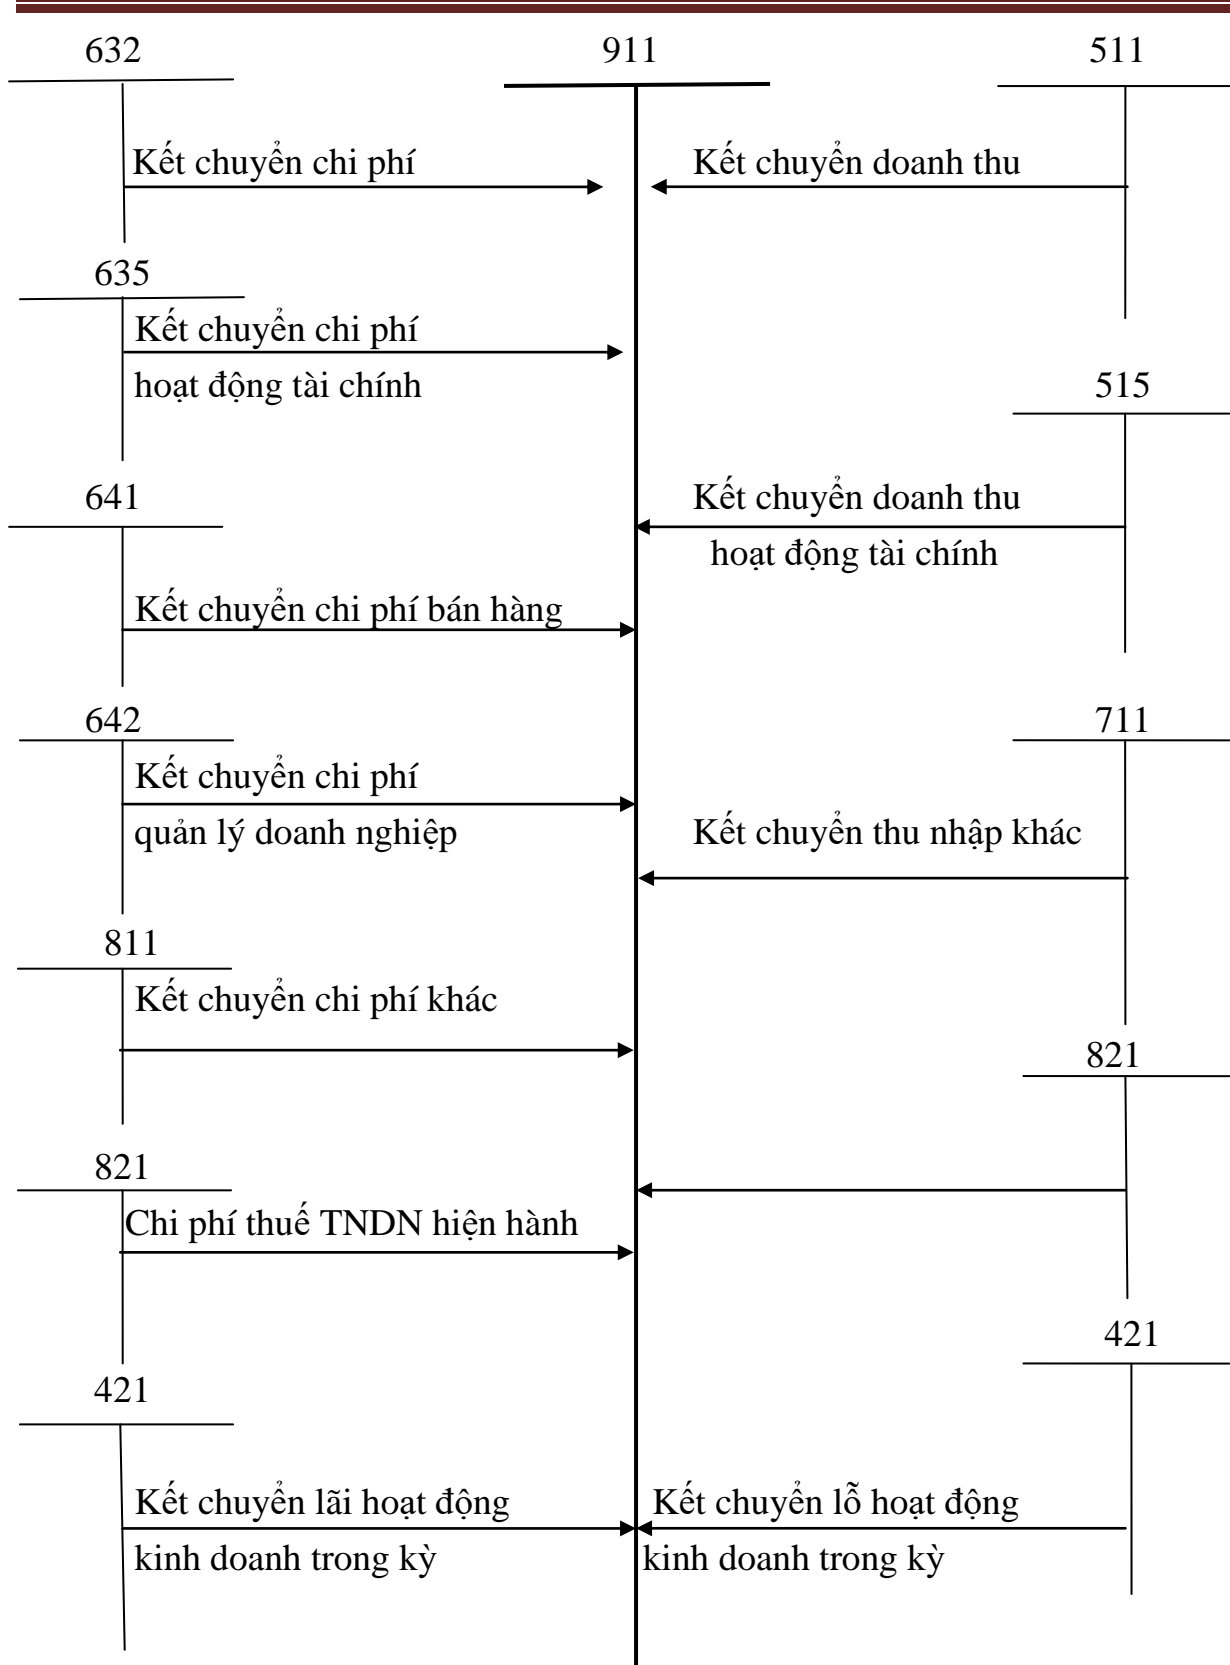 632
911
511
Kết chuyển chi phí
Kết chuyển doanh thu
635
Kết chuyển chi phí
hoạt động tài chính
515
641
Kết chuyển doanh thu
hoạt động tài chính
Kết chuyển chi phí bán hàng
642
711
Kết chuyển chi phí
quản lý doanh nghiệp
Kết chuyển thu nhập khác
811
Kết chuyển chi phí khác
821
821
Chi phí thuế TNDN hiện hành
421
421
Kết chuyển lãi hoạt động
kinh doanh trong kỳ
Kết chuyển lỗ hoạt động
kinh doanh trong kỳ